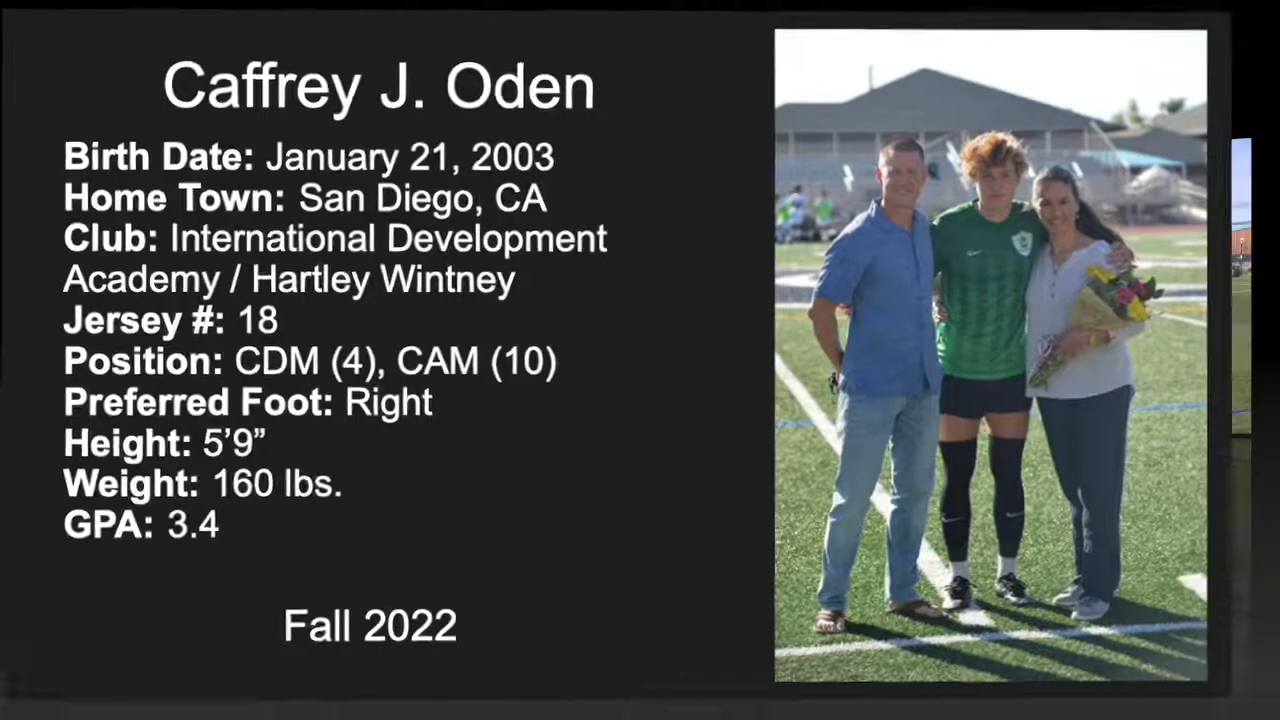 Caffrey J. Oden
Birth Date: January 21, 2003
Home Town: San Diego, CA
Club: International Development
Academy / Hartley Wintney
Jersey #: 18
Position: CDM (4), CAM (10)
Preferred Foot: Right
Height: 5’9”
Weight: 160 lbs.
GPA: 3.4
Fall 2022